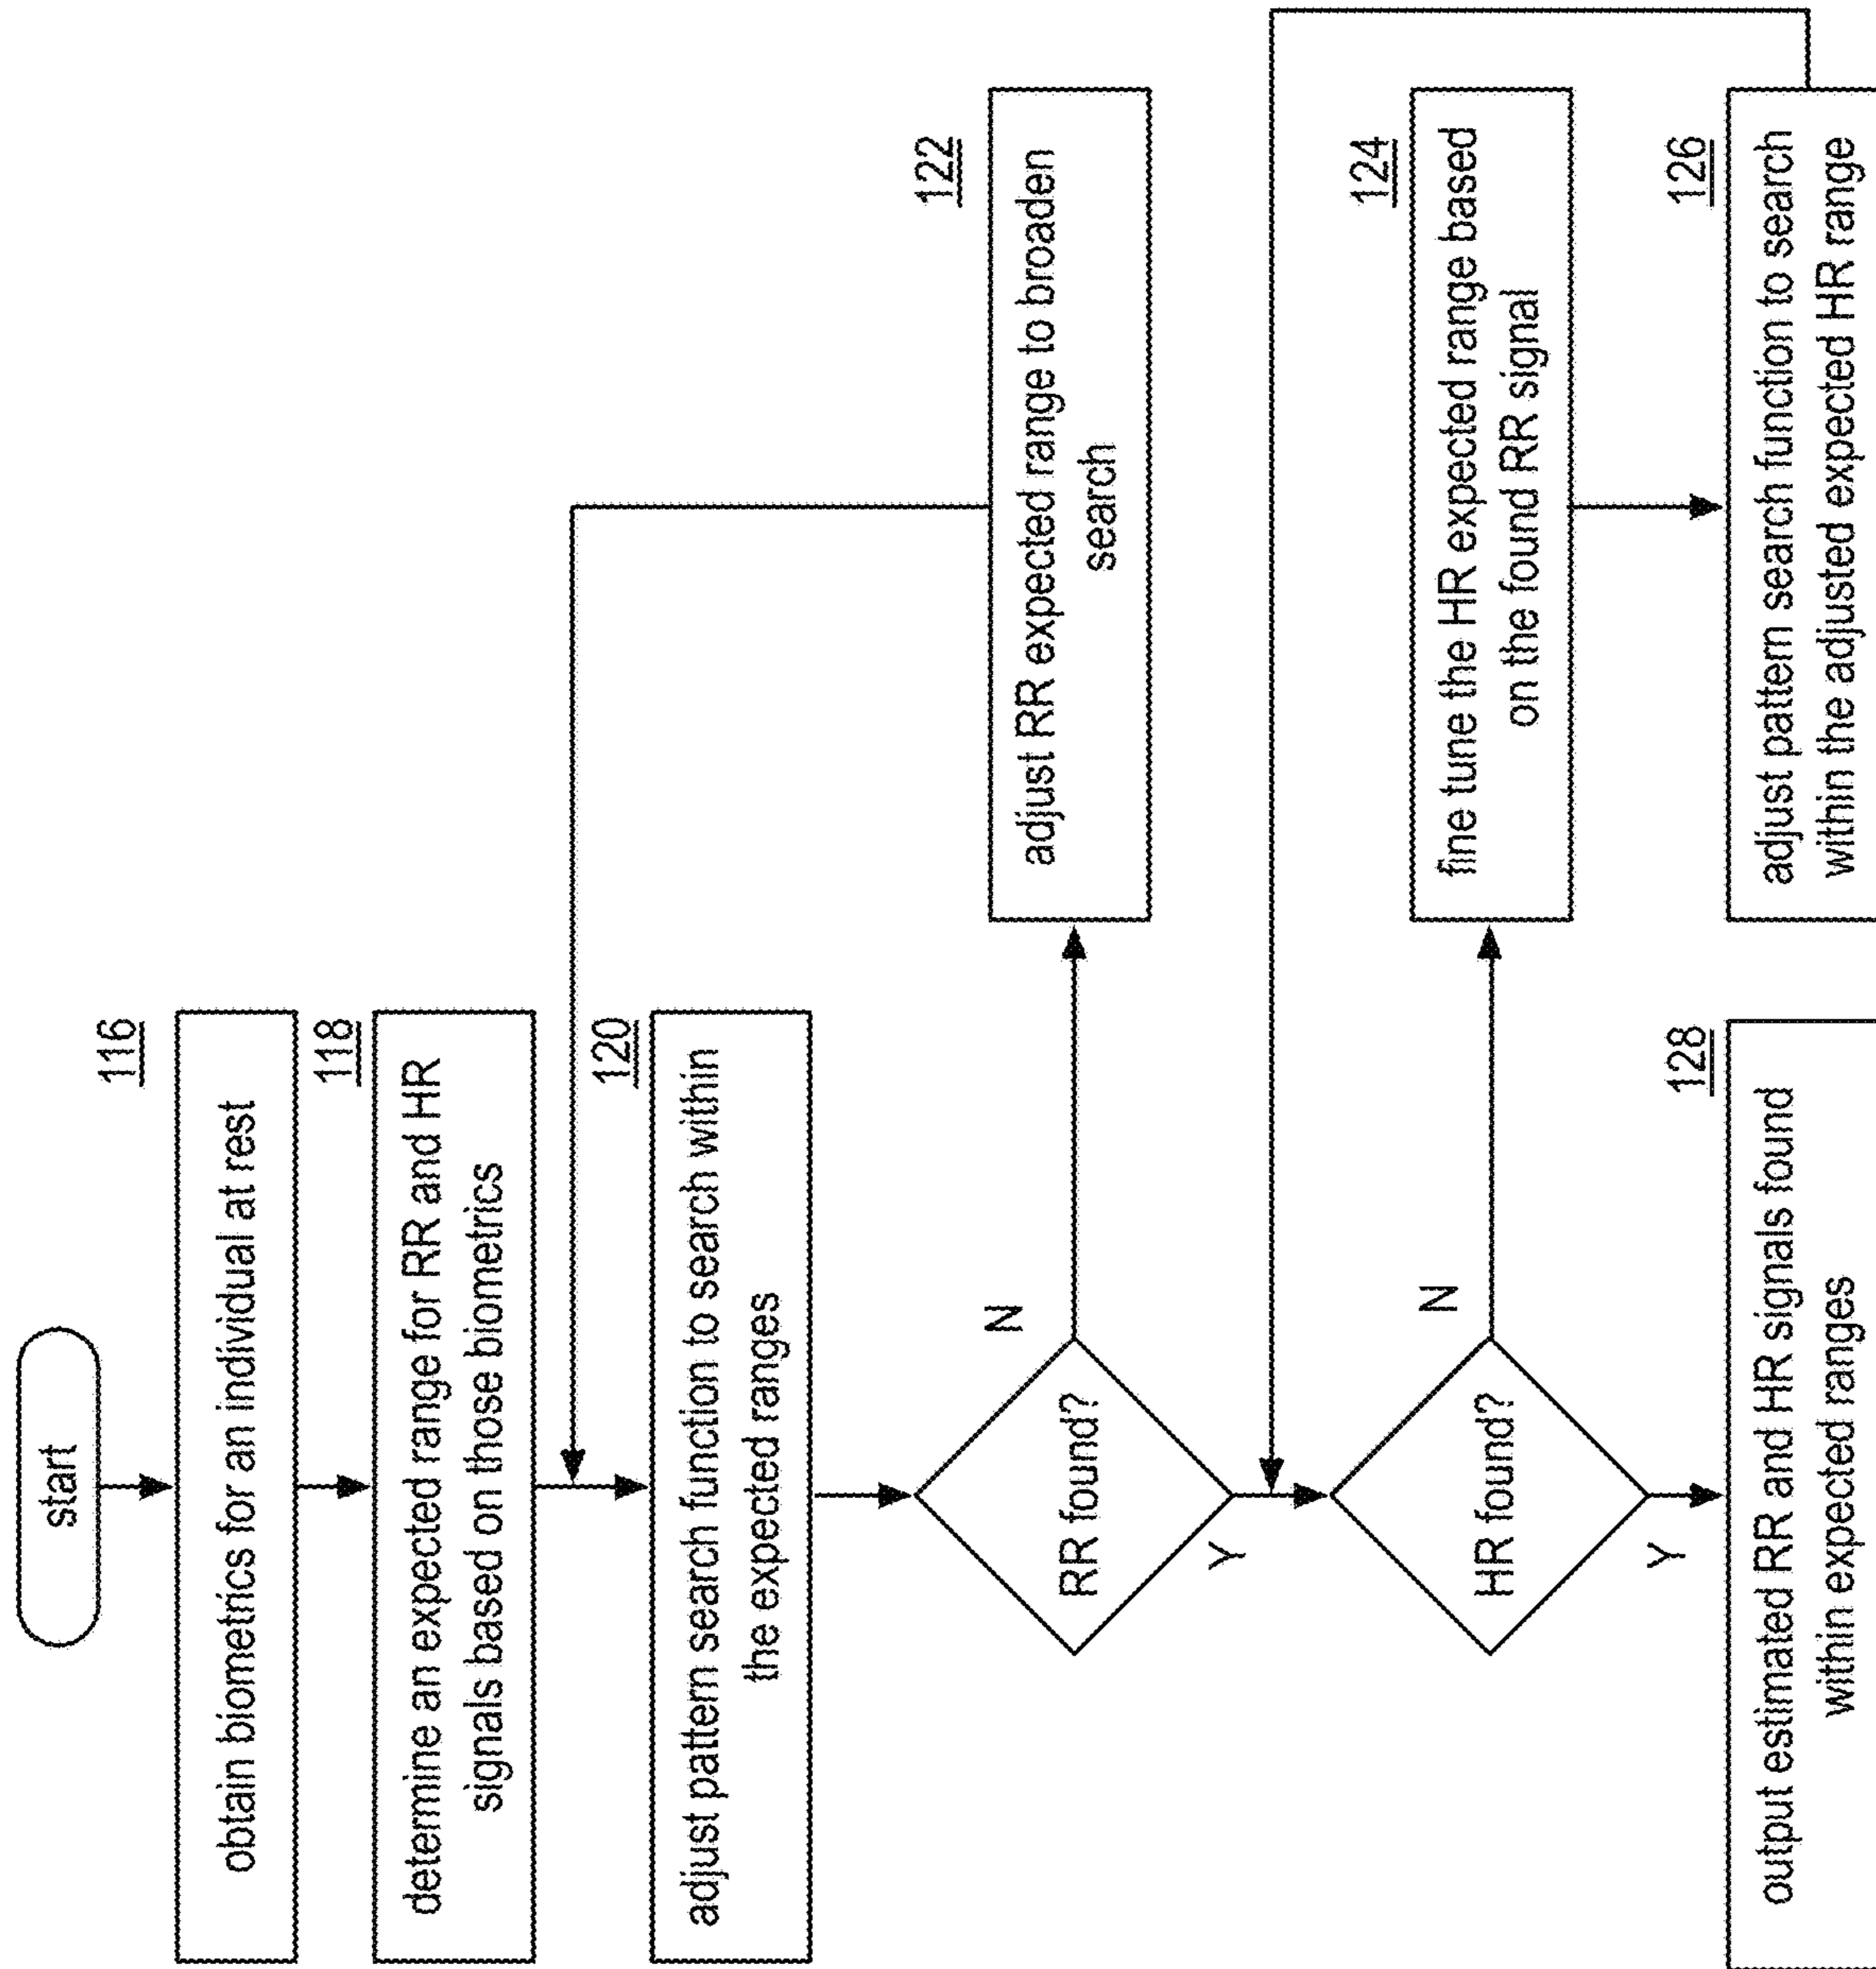 start
116
obtain biometrics for an individual at rest
118
determine an expected range for RR and HR
signals based on those biometrics
120
adjust pattern search function to search within
the expected ranges
RR found?
N
Y
122
adjust RR expected range to broaden
search
HR found?
N
Y
124
fine tune the HR expected range based
on the found RR signal
126
adjust pattern search function to search
within the adjusted expected HR range
128
output estimated RR and HR signals found
within expected ranges